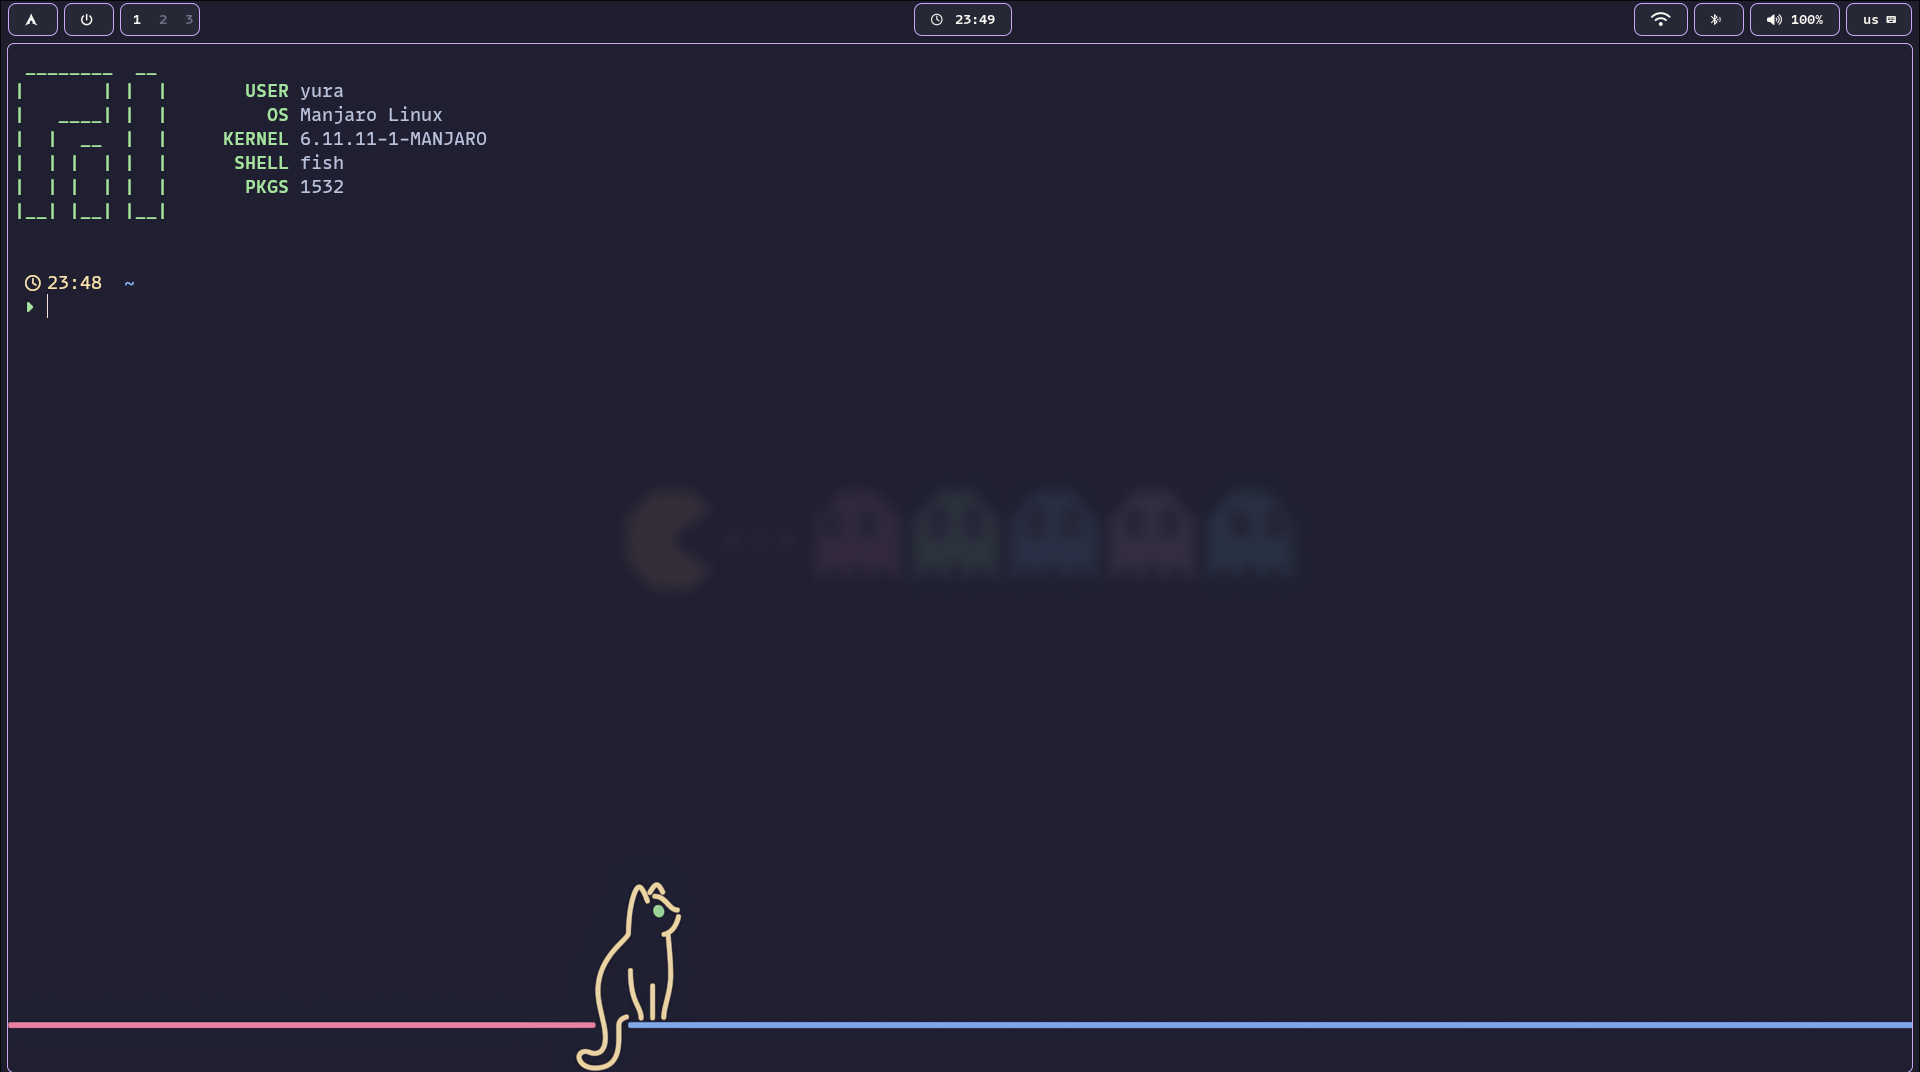 1 2 3
23:49
100%
us
USER yura
OS Manjaro Linux
KERNEL 6.11.11-1-MANJARO
SHELL fish
PKGS 1532
23:48 ~